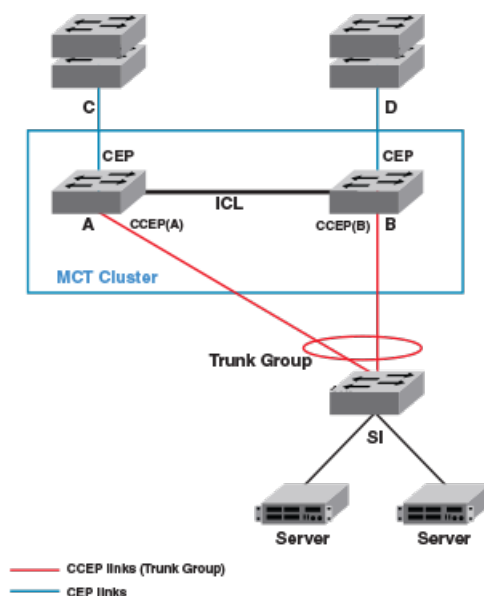 C
D
CEP
CEP
ICL
A
CCEP(A)
CCEP(B)
B
MCT Cluster
Trunk Group
SI
Server
Server
CCEP links (Trunk Group)
CEP links